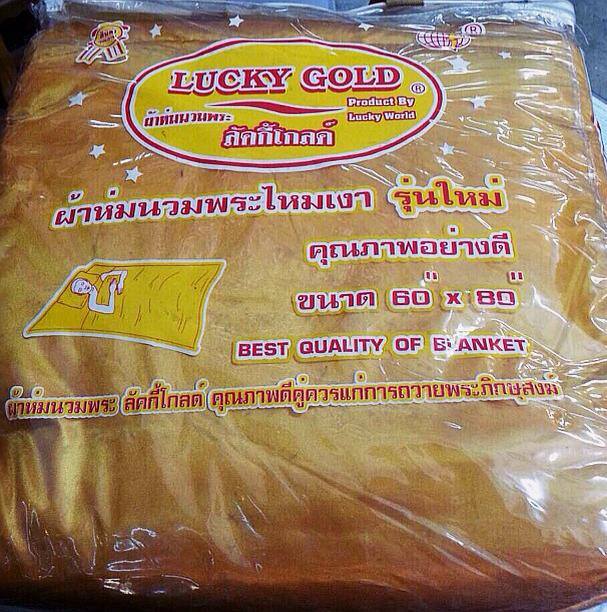 LUCKY GOLD ®
ผ้าห่มนวมพระ
Product By
Lucky World
ลัคกี้โกลด์
ผ้าห่มนวมพระไหมเงา รุ่นใหม่
คุณภาพอย่างดี
ขนาด 60" x 80"
BEST QUALITY OF BLANKET
ผ้าห่มนวมพระ ลัคกี้โกลด์ คุณภาพดีคู่ควรแก่การถวายพระภิกษุสงฆ์